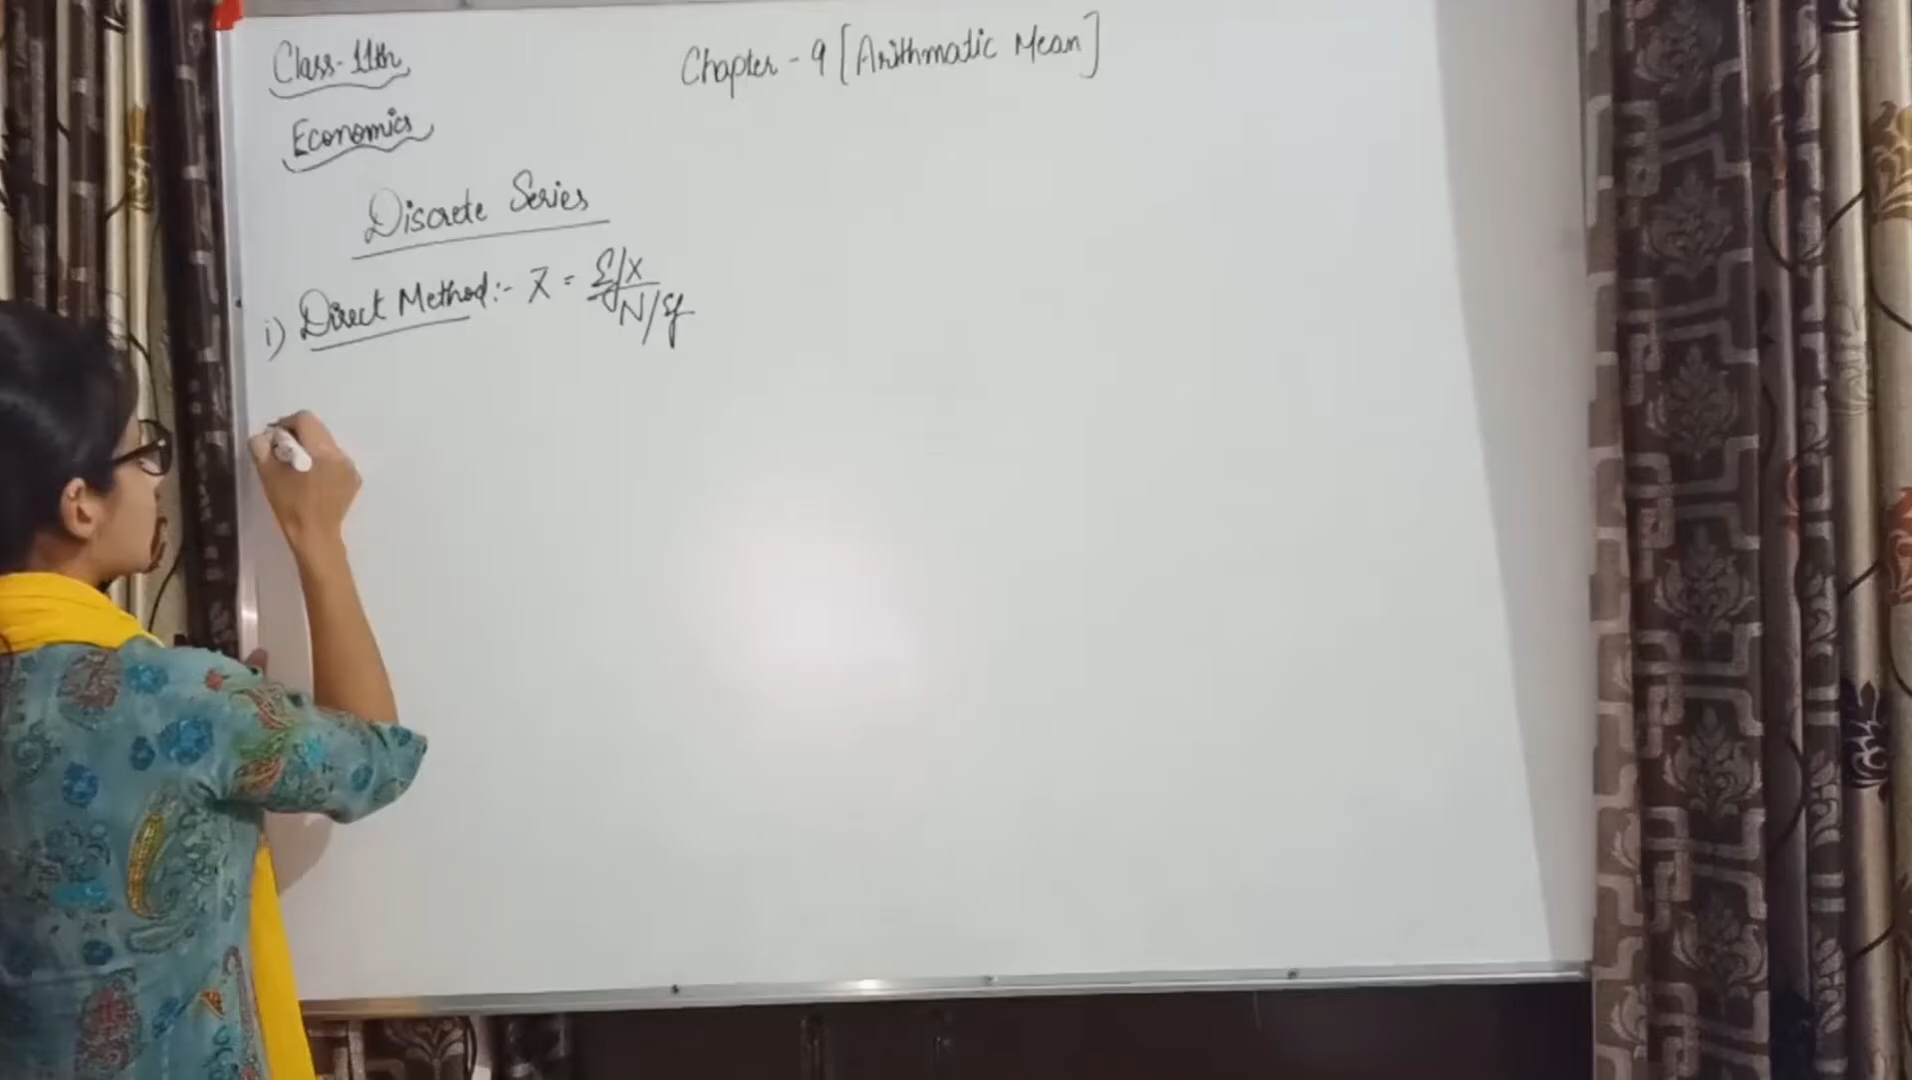 Class-11th
Chapter - 9 [Arithmatic Mean]
Economics
Discrete Series
i) Direct Method:- X̄ = ΣfX / N/Σf